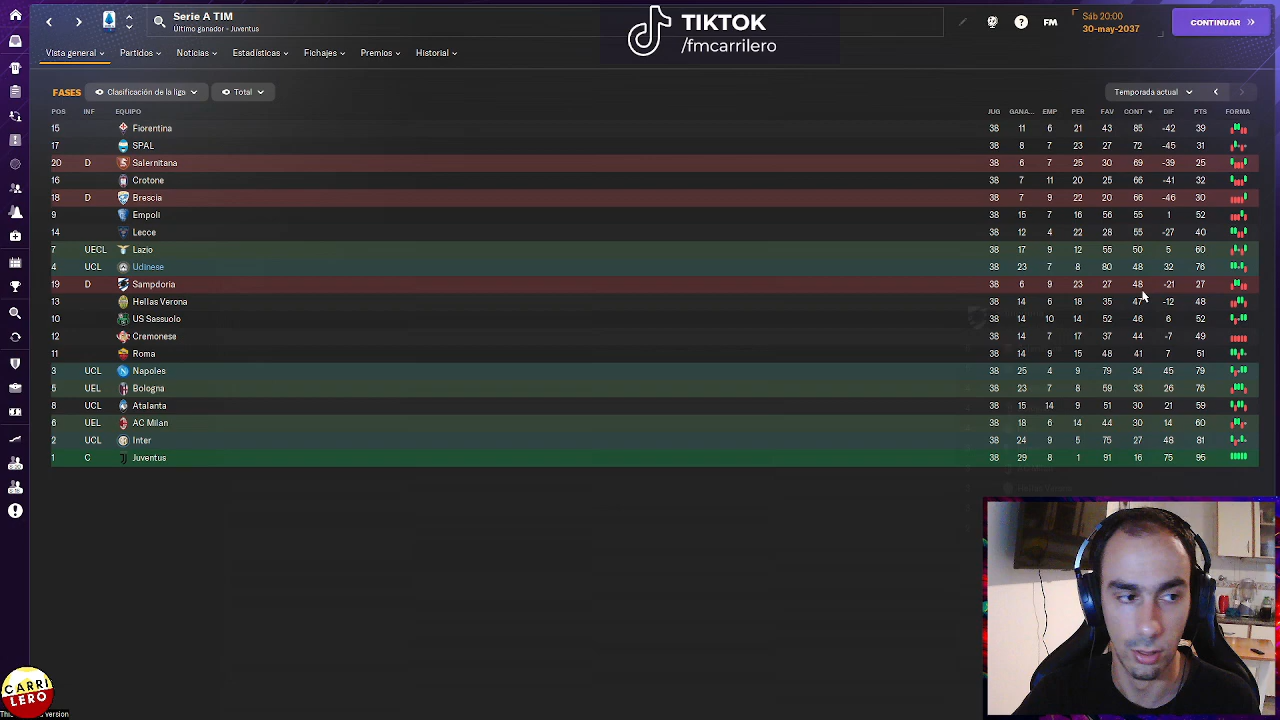 Serie A TIM
Último ganador - Juventus
TIKTOK
/fmcarrilero
FM
Sáb 20:00
30-may-2037
CONTINUAR
Vista general
Partidos
Noticias
Estadísticas
Fichajes
Premios
Historial
FASES
Clasificación de la liga
Total
Temporada actual
POS INF EQUIPO JUG GANA... EMP PER FAV CONT DIF PTS FORMA
15 Fiorentina 38 11 6 21 43 85 -42 39
17 SPAL 38 8 7 23 27 72 -45 31
20 D Salernitana 38 6 7 25 30 69 -39 25
16 Crotone 38 7 11 20 25 66 -41 32
18 D Brescia 38 7 9 22 20 66 -46 30
9 Empoli 38 15 7 16 56 55 1 52
14 Lecce 38 12 4 22 28 55 -27 40
7 UECL Lazio 38 17 9 12 55 50 5 60
4 UCL Udinese 38 23 7 8 80 48 32 76
19 D Sampdoria 38 6 9 23 27 48 -21 27
13 Hellas Verona 38 14 6 18 35 47 -12 48
10 US Sassuolo 38 14 10 14 52 46 6 52
12 Cremonese 38 14 7 17 37 44 -7 49
11 Roma 38 14 9 15 48 41 7 51
3 UCL Napoles 38 25 4 9 79 34 45 79
5 UEL Bologna 38 23 7 8 59 33 26 76
8 UCL Atalanta 38 15 14 9 51 30 21 59
6 UEL AC Milan 38 18 6 14 44 30 14 60
2 UCL Inter 38 24 9 5 75 27 48 81
1 C Juventus 38 29 8 1 91 16 75 95
CARRI
LERO
version